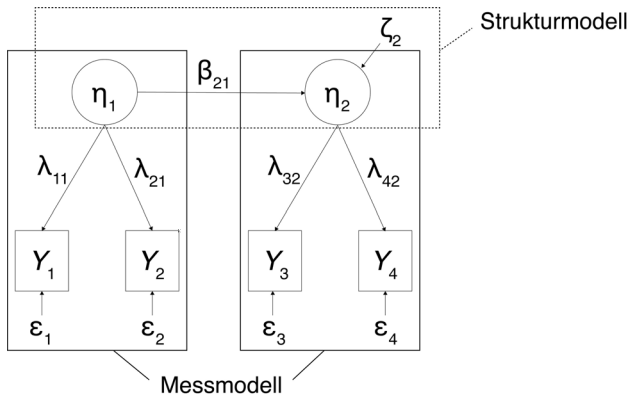 ζ2
Strukturmodell
β21
η1
η2
λ11
λ21
λ32
λ42
Y1
Y2
Y3
Y4
ε1
ε2
ε3
ε4
Messmodell